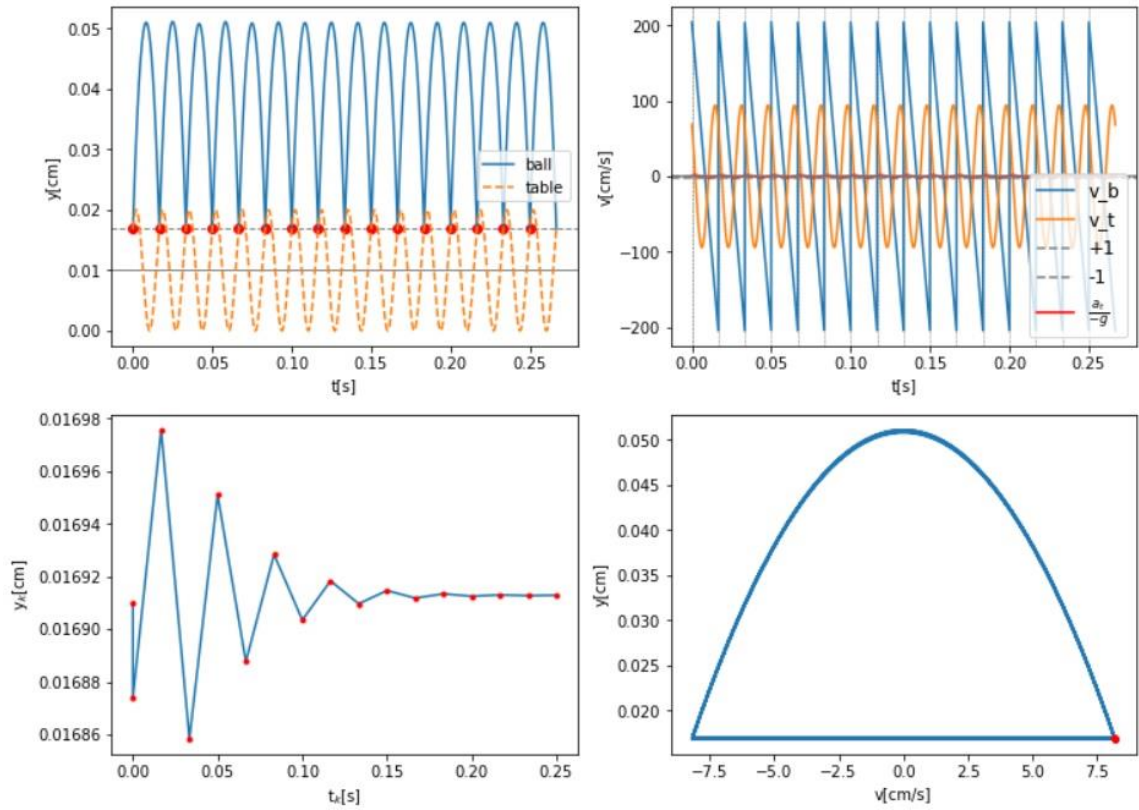 0.05
0.04
0.03
0.02
0.01
0.00
y[cm]
ball
table
0.00 0.05 0.10 0.15 0.20 0.25
t[s]
200
100
0
−100
−200
v[cm/s]
v_b
v_t
+1
-1
a_t
−g
0.00 0.05 0.10 0.15 0.20 0.25
t[s]
0.01698
0.01696
0.01694
0.01692
0.01690
0.01688
0.01686
yₖ[cm]
0.00 0.05 0.10 0.15 0.20 0.25
tₖ[s]
0.050
0.045
0.040
0.035
0.030
0.025
0.020
y[cm]
−7.5 −5.0 −2.5 0.0 2.5 5.0 7.5
v[cm/s]